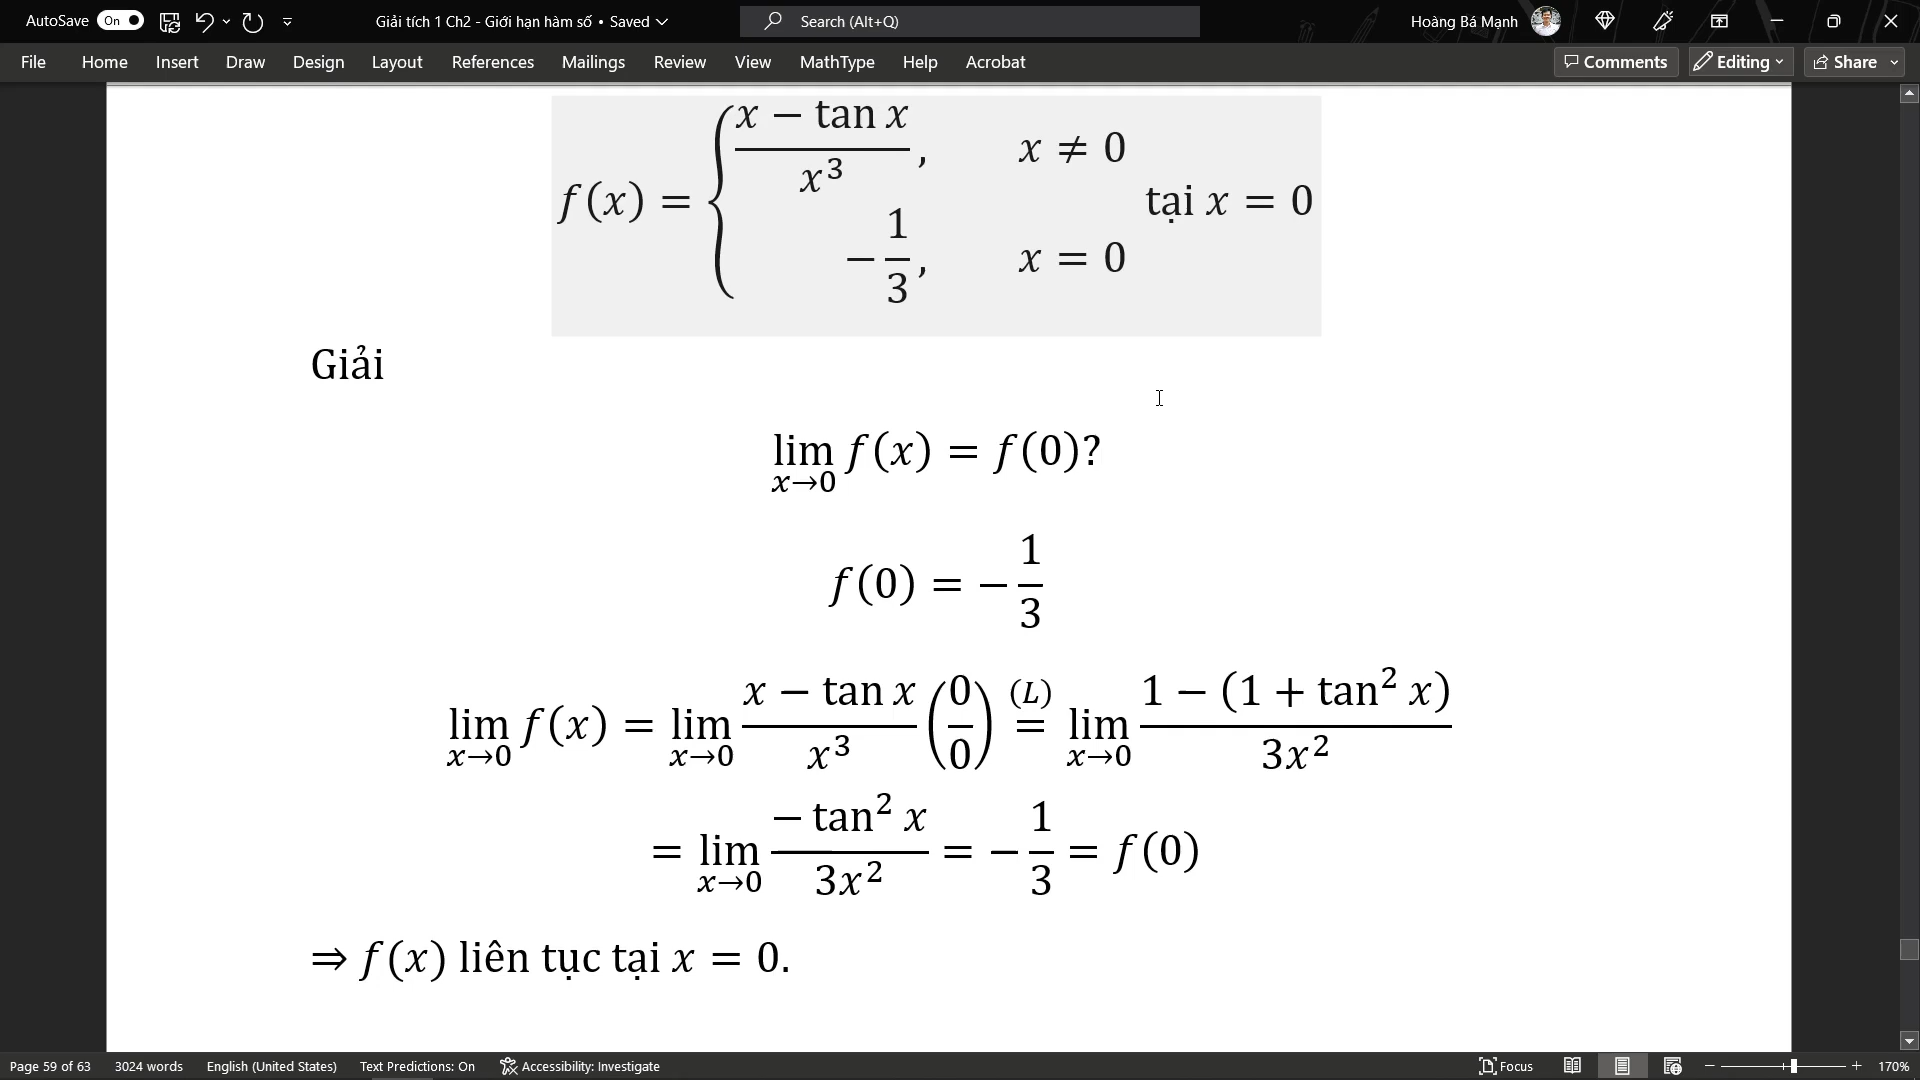 AutoSave On Giải tích 1 Ch2 - Giới hạn hàm số • Saved Search (Alt+Q) Hoàng Bá Mạnh
File Home Insert Draw Design Layout References Mailings Review View MathType Help Acrobat Comments Editing Share
f(x) = { (x − tan x)/x³, x ≠ 0
−1/3, x = 0 tại x = 0
Giải
lim_{x→0} f(x) = f(0)?
f(0) = −1/3
lim_{x→0} f(x) = lim_{x→0} (x − tan x)/x³ (0/0) =^{(L)} lim_{x→0} (1 − (1 + tan² x))/(3x²)
= lim_{x→0} (− tan² x)/(3x²) = −1/3 = f(0)
⇒ f(x) liên tục tại x = 0.
Page 59 of 63 3024 words English (United States) Text Predictions: On Accessibility: Investigate Focus 170%